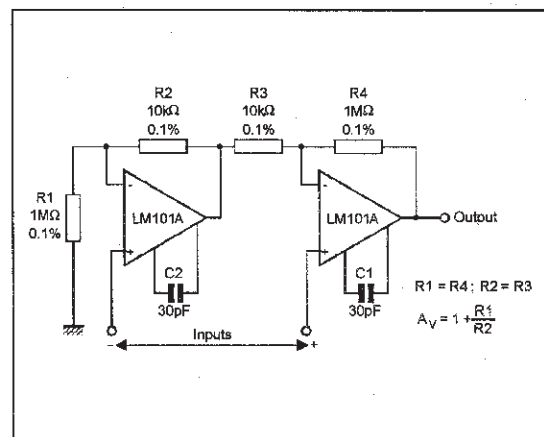 R2
10kΩ
0.1%
R3
10kΩ
0.1%
R4
1MΩ
0.1%
R1
1MΩ
0.1%
-
LM101A
+
-
LM101A
+
Output
C2
30pF
C1
30pF
R1 = R4 ; R2 = R3
A_V = 1 + R1/R2
- Inputs +